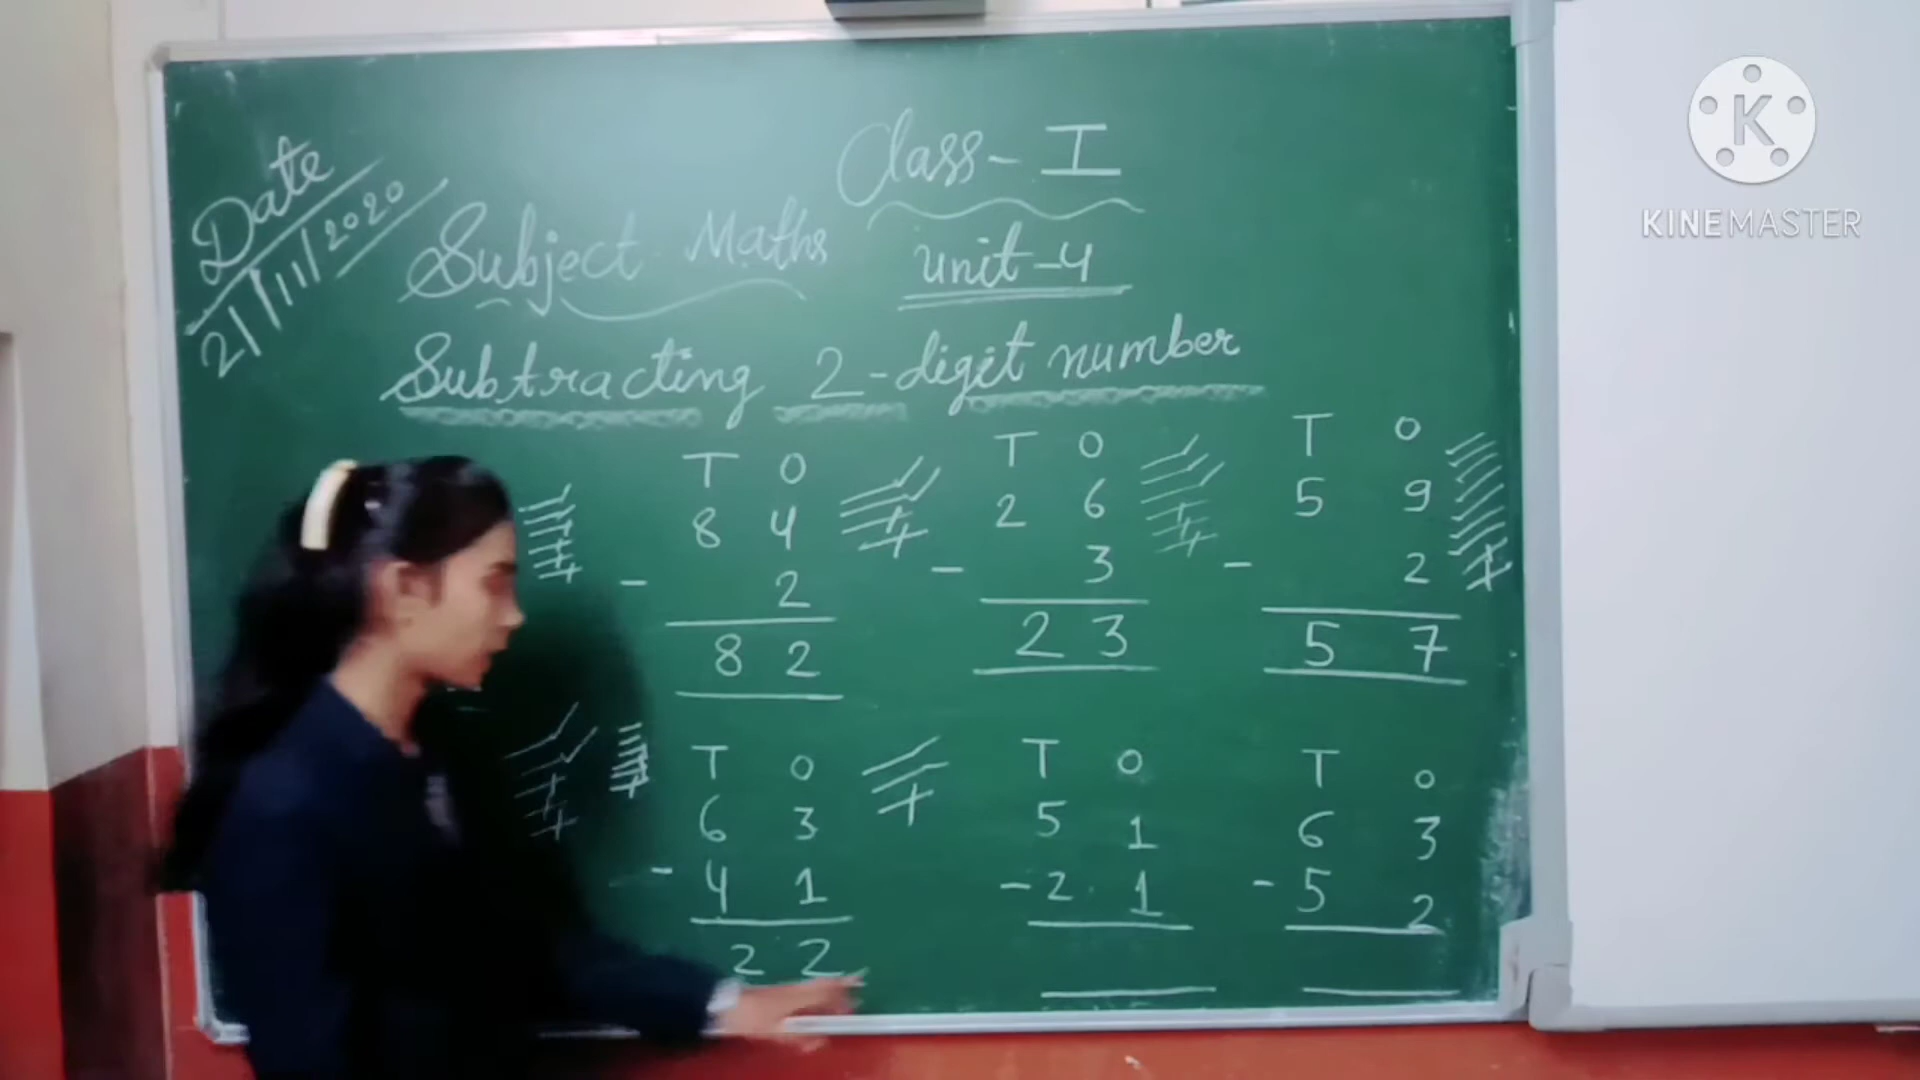 Class - I
Date
21/11/2020
Subject Maths
unit - 4
Subtracting 2-digit number
T O
8 4
- 2
8 2
T O
2 6
- 3
2 3
T O
5 9
- 2
5 7
T O
6 3
- 4 1
2 2
T O
5 1
- 2 1
T O
6 3
- 5 2
K
KINEMASTER